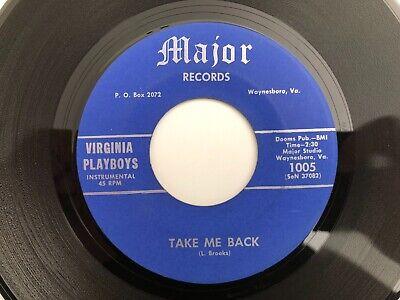 Major
RECORDS
P. O. Box 2072
Waynesboro, Va.
VIRGINIA
PLAYBOYS
INSTRUMENTAL
45 RPM
Dooms Pub.—BMI
Time—2:30
Major Studio
Waynesboro, Va.
1005
(SoN 37082)
TAKE ME BACK
(L. Brooks)